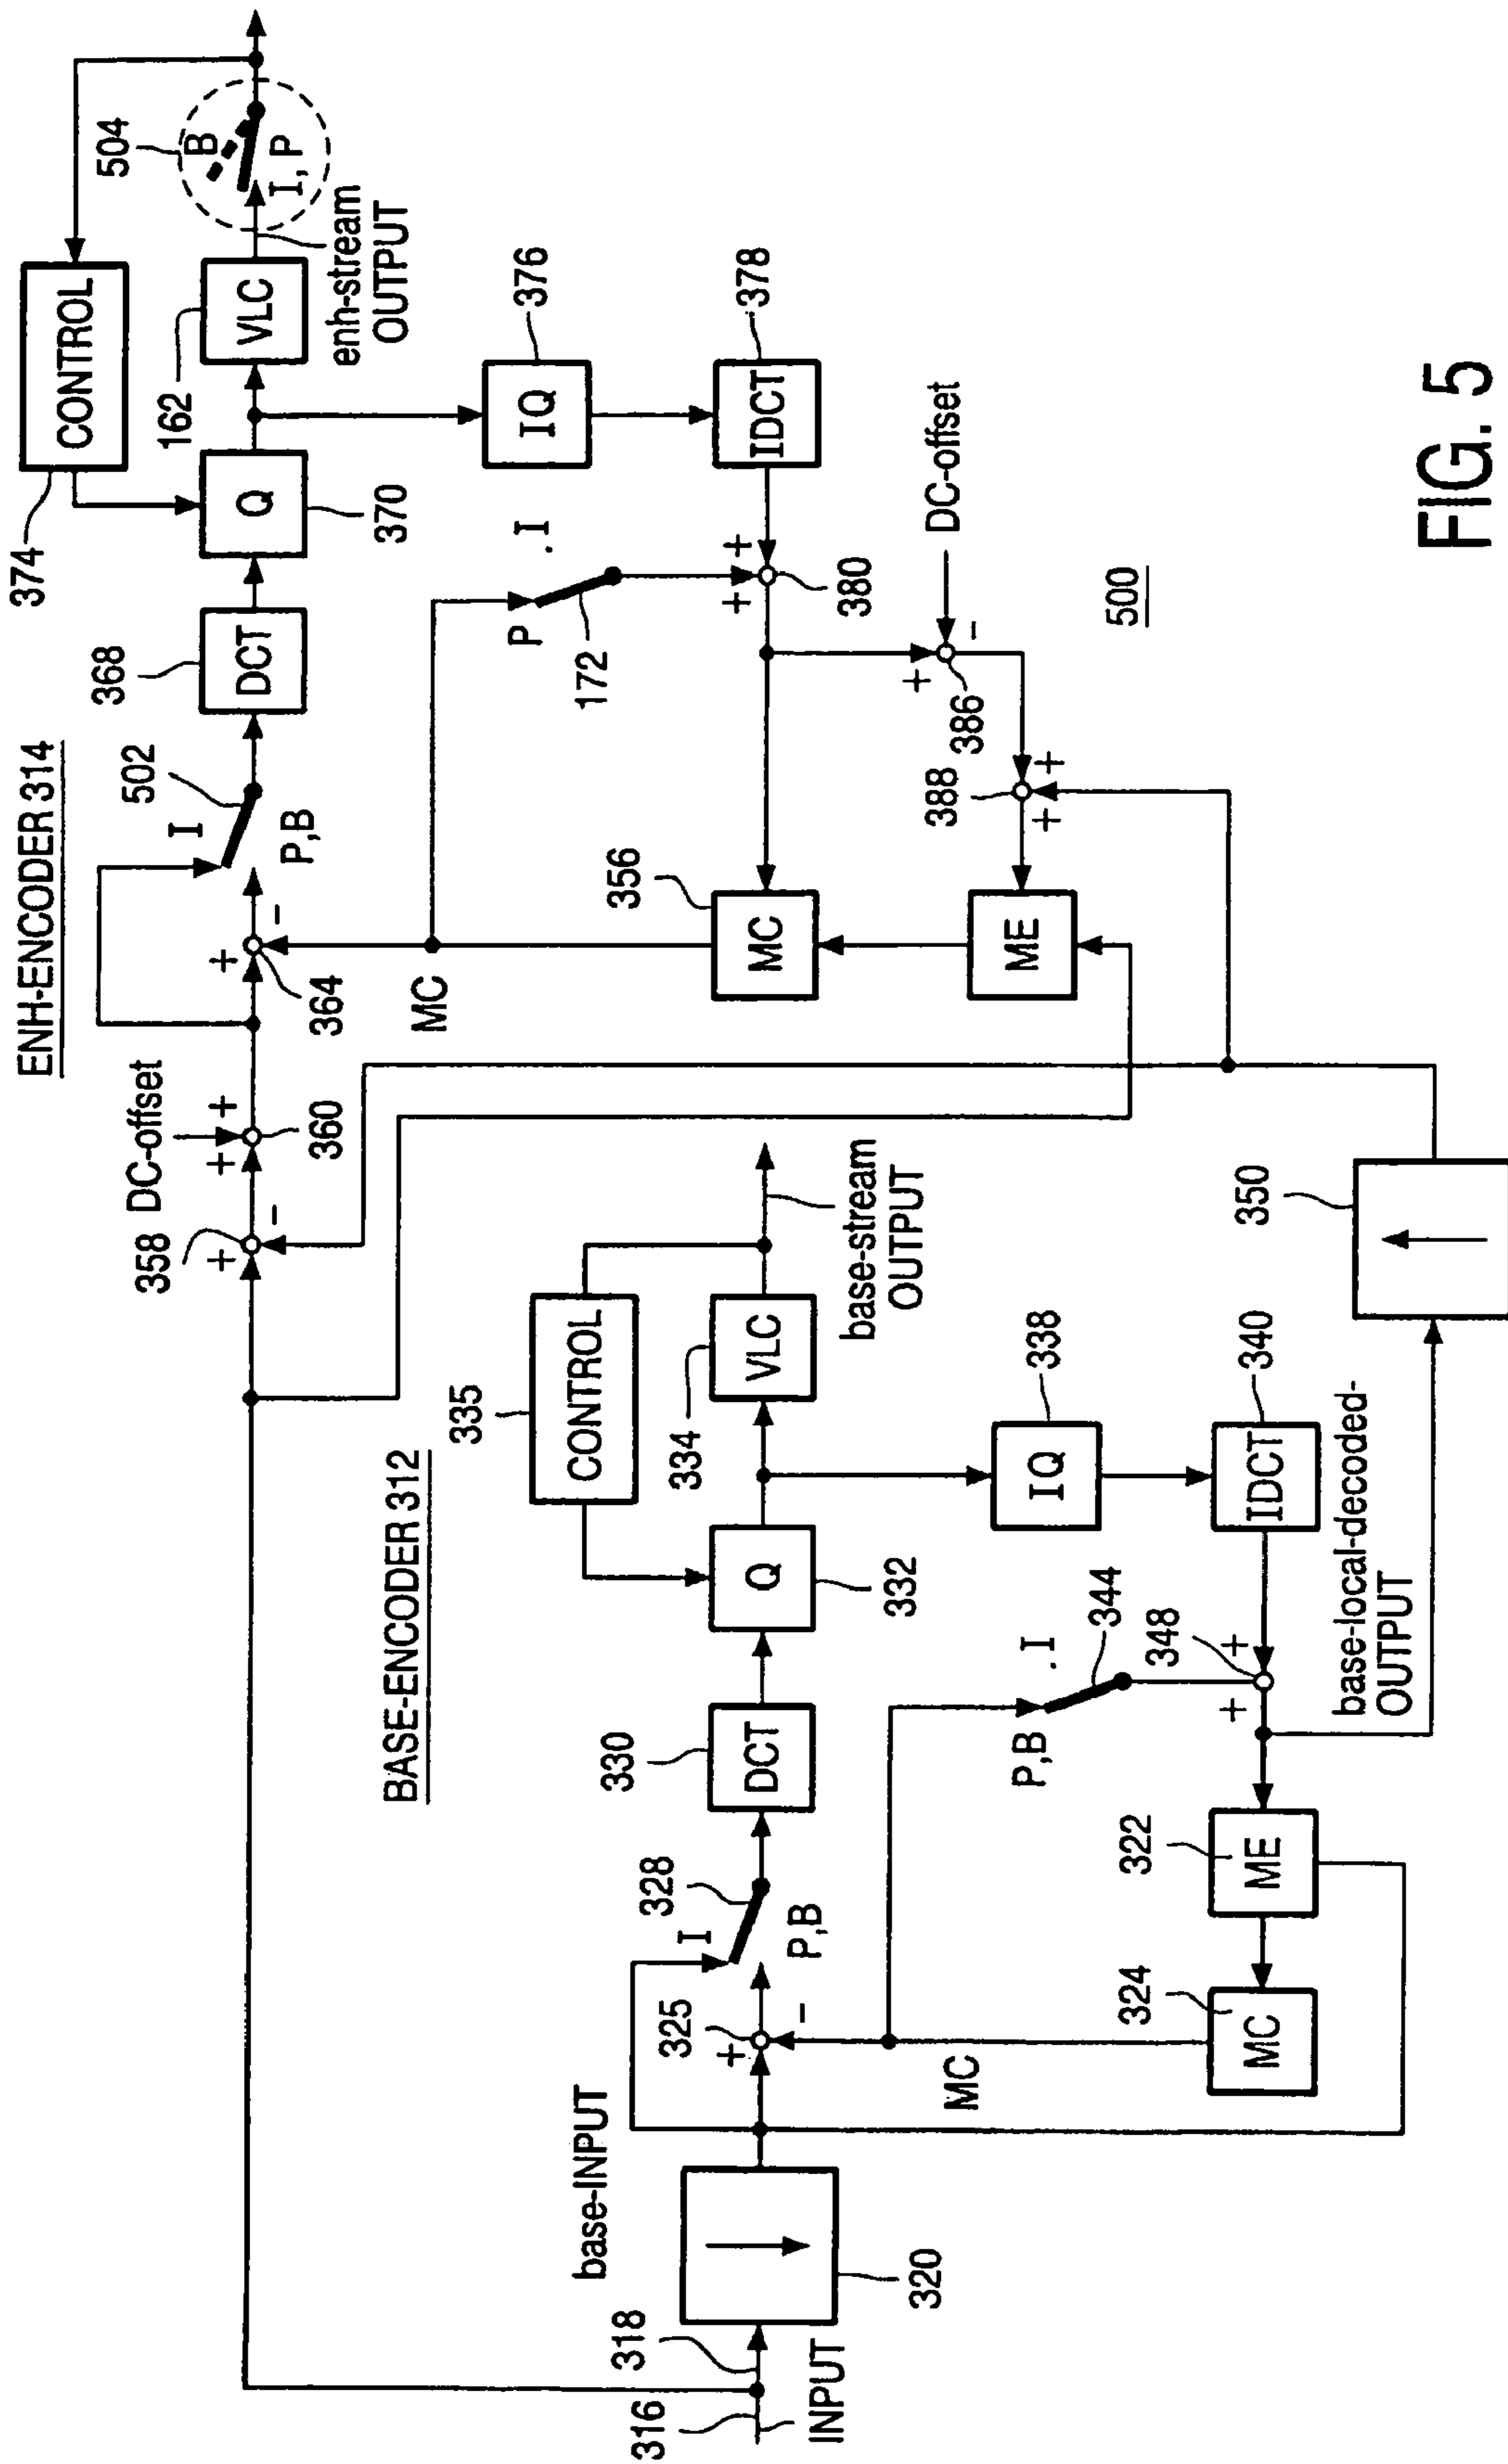 ENH-ENCODER 314
374
CONTROL
504
B
I, P
162
VLC
enh-stream
OUTPUT
368
DCT
Q
370
502
I
P,B
358
+
-
DC-offset
+
+
360
+
-
364
MC
376
IQ
378
IDCT
P
.I
172
+
+
380
DC-offset
+
-
386
388
+
+
356
MC
ME
500
BASE-ENCODER 312
335
CONTROL
334
VLC
base-stream
OUTPUT
330
DCT
Q
332
328
I
P,B
base-INPUT
325
+
-
MC
316
318
INPUT
320
338
IQ
340
IDCT
P,B
.I
344
348
+
+
base-local-decoded-
OUTPUT
322
ME
324
MC
350
FIG. 5